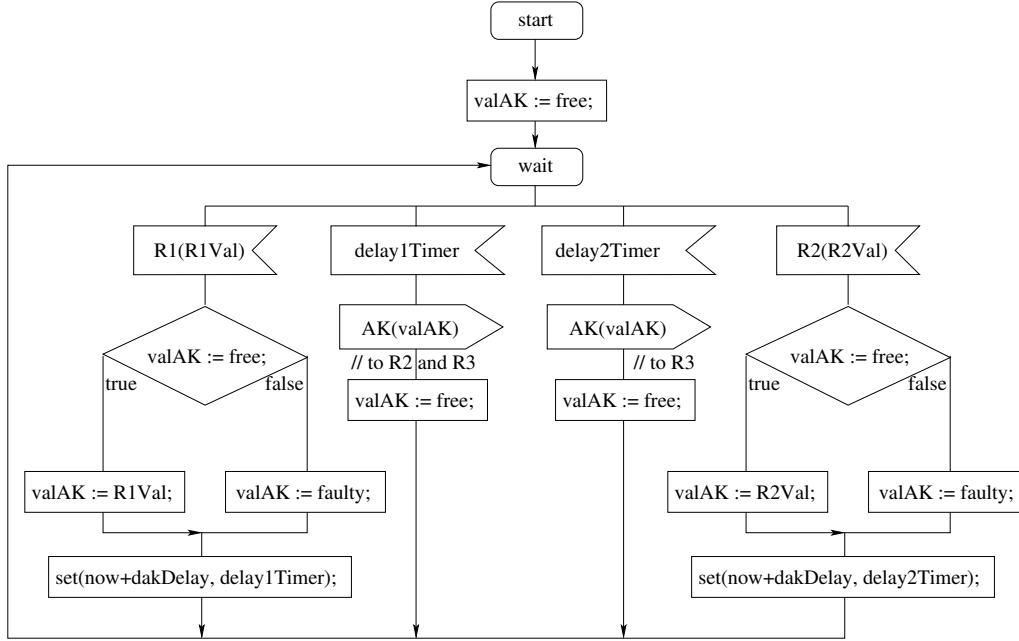 start
valAK := free;
wait
R1(R1Val)
delay1Timer
delay2Timer
R2(R2Val)
AK(valAK)
AK(valAK)
valAK := free;
// to R2 and R3
// to R3
valAK := free;
true
false
true
false
valAK := free;
valAK := free;
valAK := R1Val;
valAK := faulty;
valAK := R2Val;
valAK := faulty;
set(now+dakDelay, delay1Timer);
set(now+dakDelay, delay2Timer);